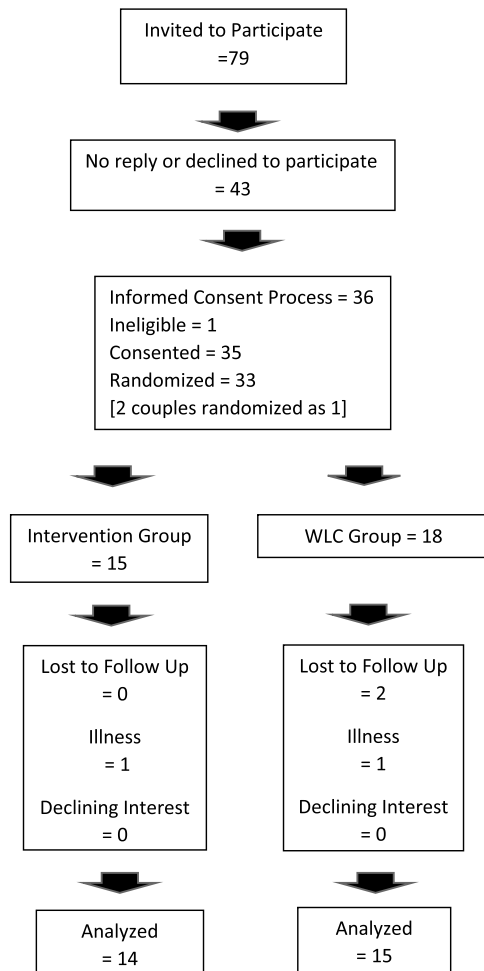 Invited to Participate
=79
No reply or declined to participate
= 43
Informed Consent Process = 36
Ineligible = 1
Consented = 35
Randomized = 33
[2 couples randomized as 1]
Intervention Group
= 15
WLC Group = 18
Lost to Follow Up
= 0
Illness
= 1
Declining Interest
= 0
Lost to Follow Up
= 2
Illness
= 1
Declining Interest
= 0
Analyzed
= 14
Analyzed
= 15